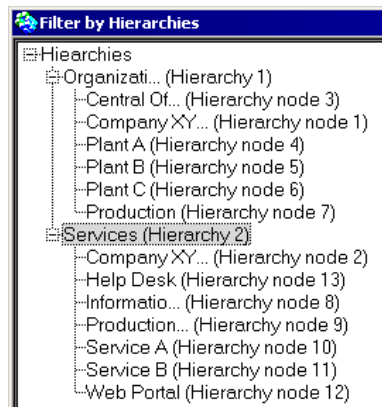 Filter by Hierarchies
Hiearchies
Organizati... (Hierarchy 1)
Central Of... (Hierarchy node 3)
Company XY... (Hierarchy node 1)
Plant A (Hierarchy node 4)
Plant B (Hierarchy node 5)
Plant C (Hierarchy node 6)
Production (Hierarchy node 7)
Services (Hierarchy 2)
Company XY... (Hierarchy node 2)
Help Desk (Hierarchy node 13)
Informatio... (Hierarchy node 8)
Production... (Hierarchy node 9)
Service A (Hierarchy node 10)
Service B (Hierarchy node 11)
Web Portal (Hierarchy node 12)